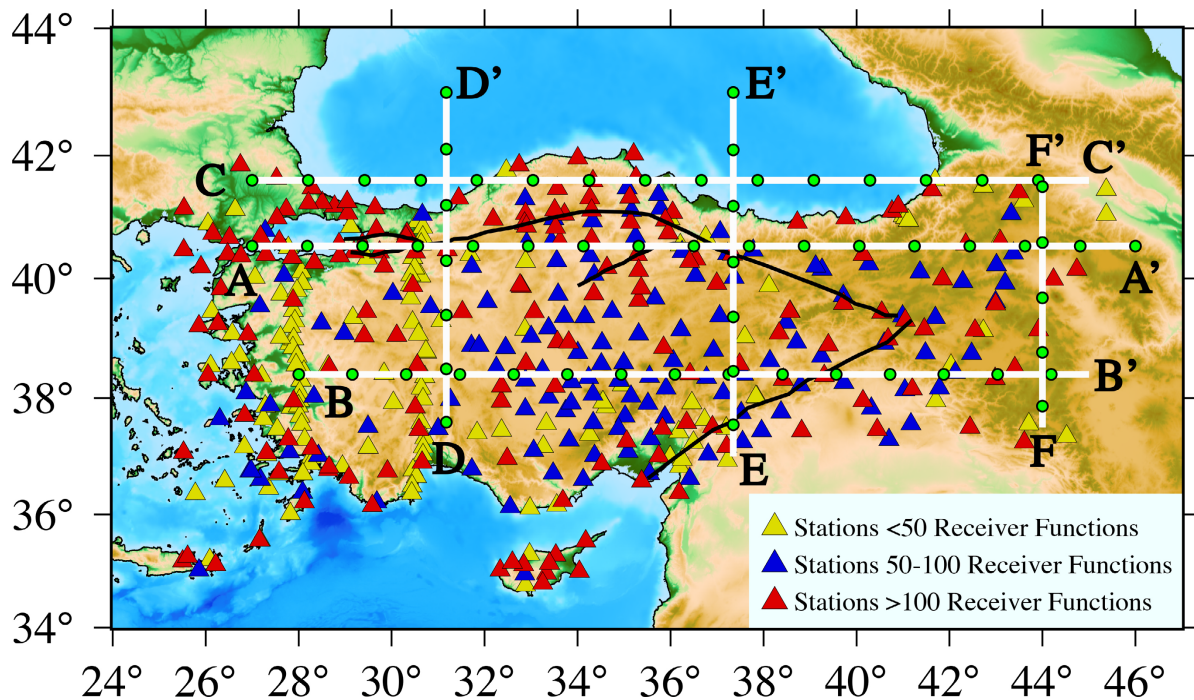 44°
42°
40°
38°
36°
34°
24° 26° 28° 30° 32° 34° 36° 38° 40° 42° 44° 46°
D’ E’
F’ C’
C
A A’
B B’
D E F
Stations <50 Receiver Functions
Stations 50-100 Receiver Functions
Stations >100 Receiver Functions